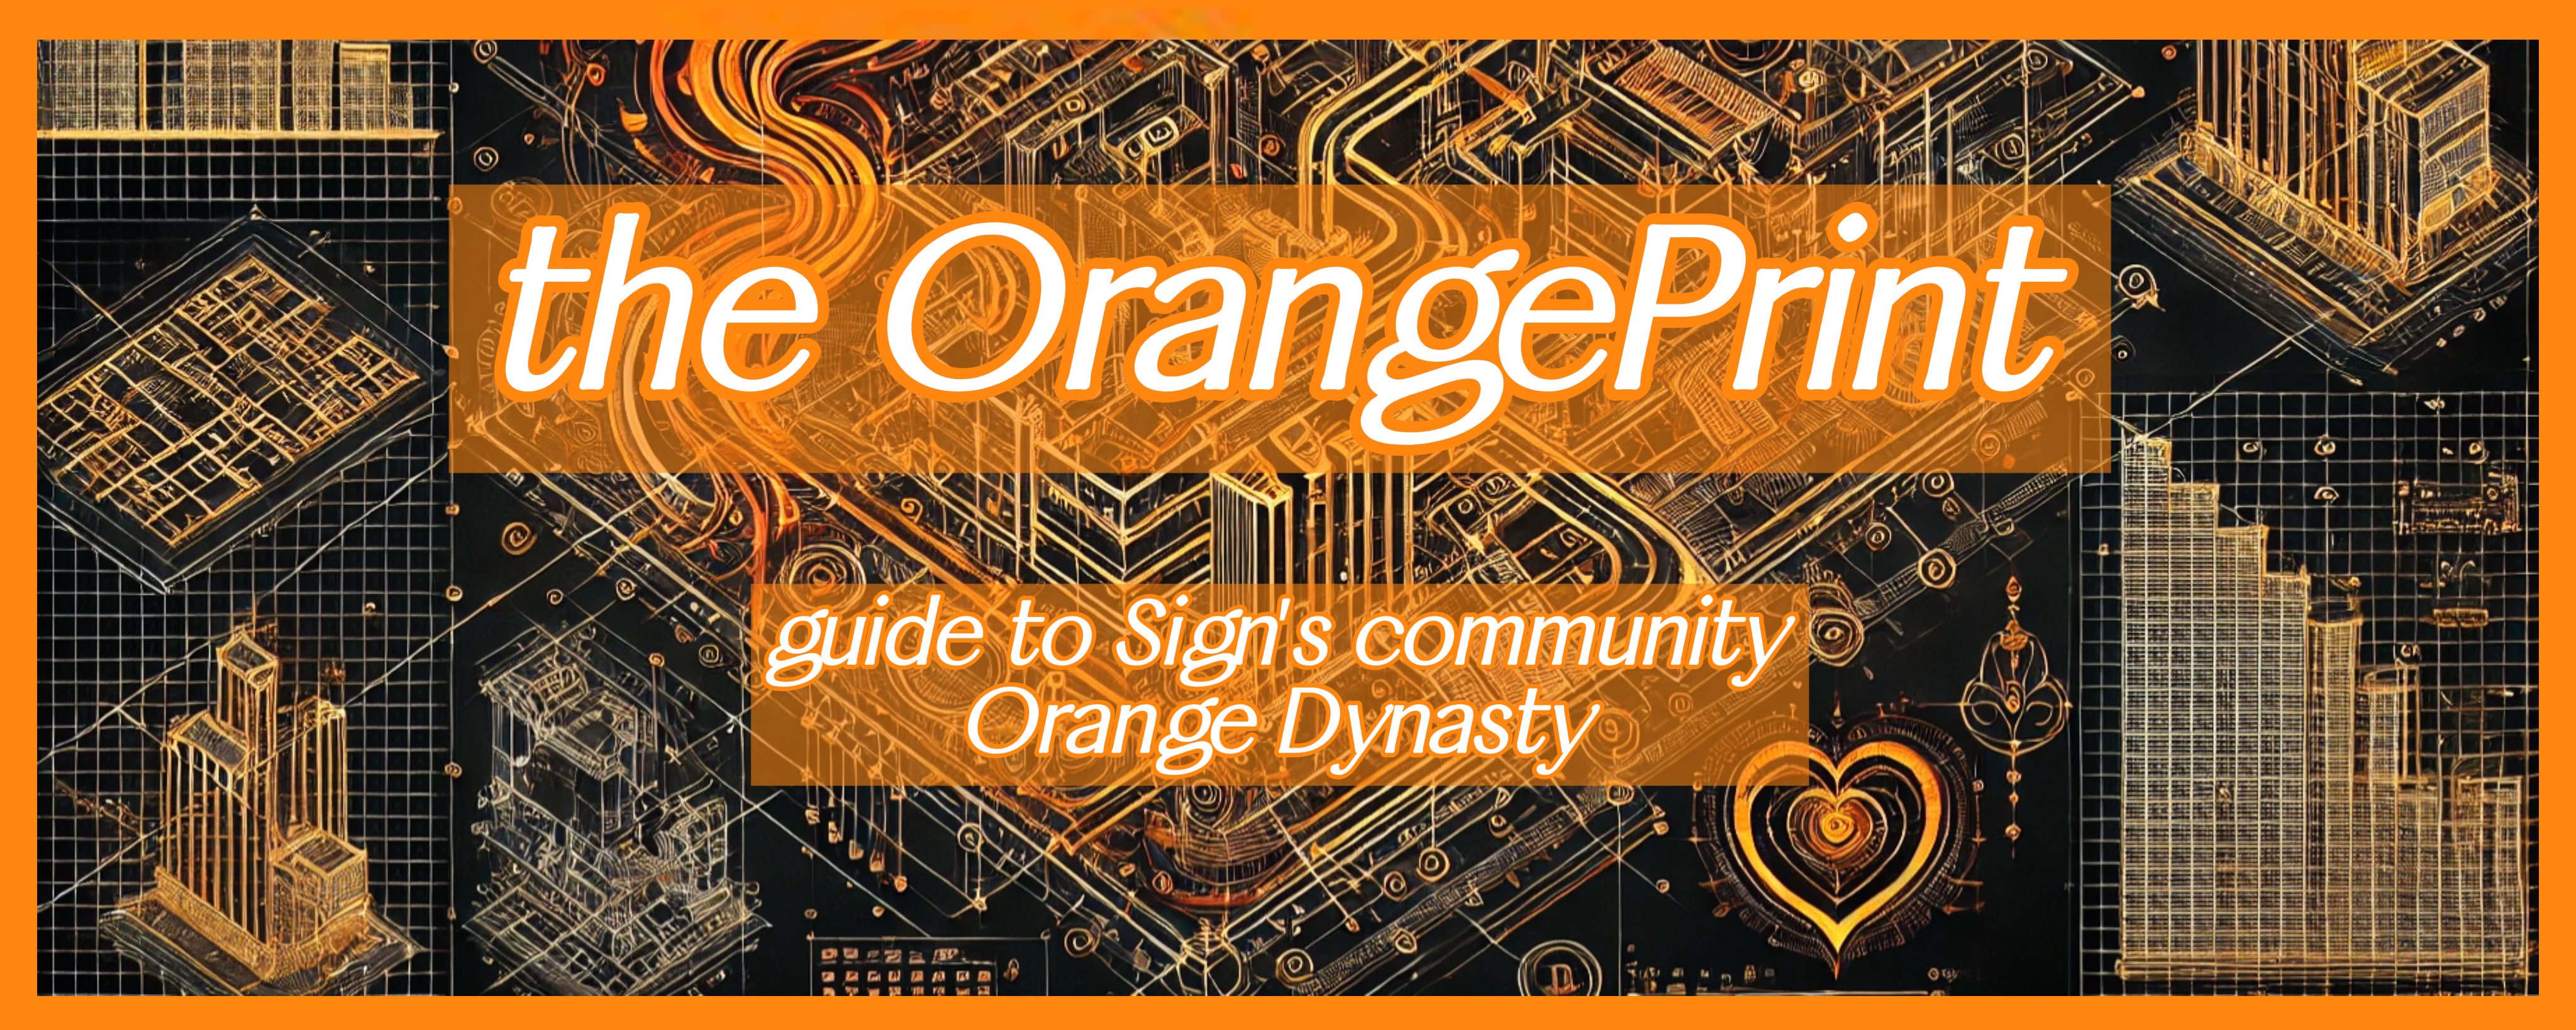 the OrangePrint
guide to Sign's community
Orange Dynasty